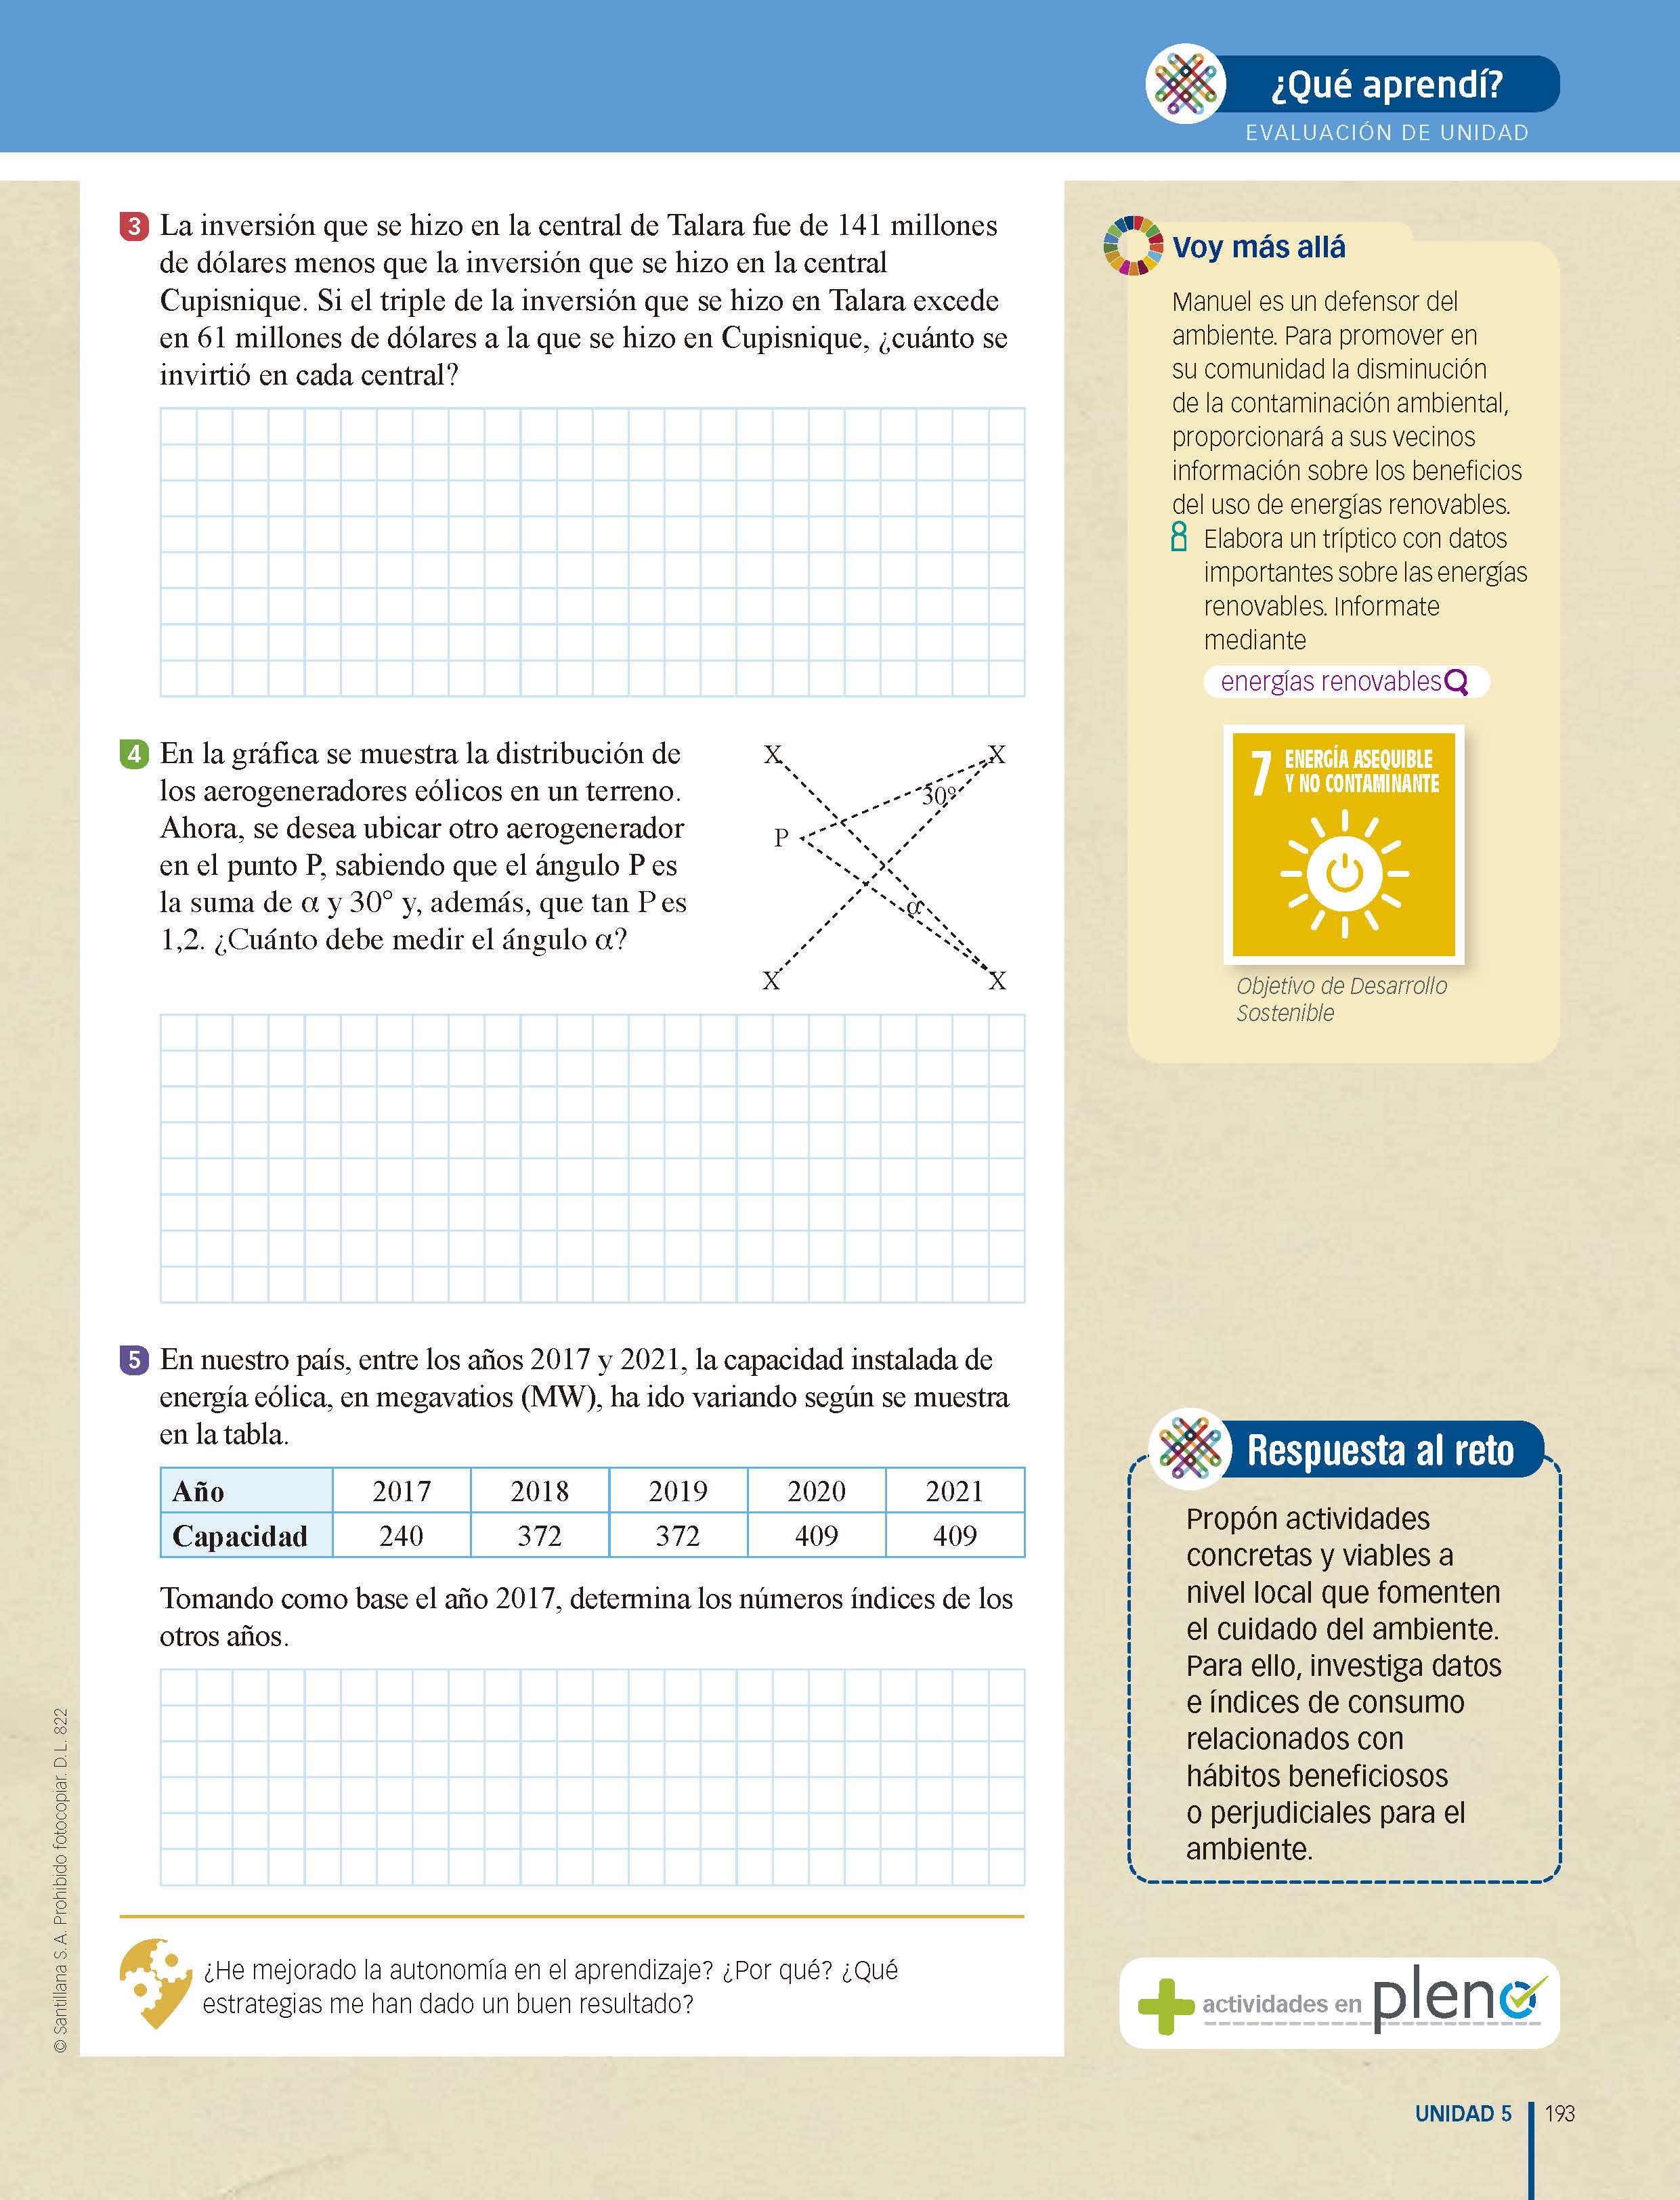 ¿Qué aprendí?
EVALUACIÓN DE UNIDAD
3 La inversión que se hizo en la central de Talara fue de 141 millones
de dólares menos que la inversión que se hizo en la central
Cupisnique. Si el triple de la inversión que se hizo en Talara excede
en 61 millones de dólares a la que se hizo en Cupisnique, ¿cuánto se
invirtió en cada central?
4 En la gráfica se muestra la distribución de
los aerogeneradores eólicos en un terreno.
Ahora, se desea ubicar otro aerogenerador
en el punto P, sabiendo que el ángulo P es
la suma de α y 30° y, además, que tan P es
1,2. ¿Cuánto debe medir el ángulo α?
X X
30º
P
α
X X
5 En nuestro país, entre los años 2017 y 2021, la capacidad instalada de
energía eólica, en megavatios (MW), ha ido variando según se muestra
en la tabla.
Año 2017 2018 2019 2020 2021
Capacidad 240 372 372 409 409
Tomando como base el año 2017, determina los números índices de los
otros años.
¿He mejorado la autonomía en el aprendizaje? ¿Por qué? ¿Qué
estrategias me han dado un buen resultado?
© Santillana S. A. Prohibido fotocopiar. D. L. 822
Voy más allá
Manuel es un defensor del
ambiente. Para promover en
su comunidad la disminución
de la contaminación ambiental,
proporcionará a sus vecinos
información sobre los beneficios
del uso de energías renovables.
Elabora un tríptico con datos
importantes sobre las energías
renovables. Informate
mediante
energías renovables
7 ENERGÍA ASEQUIBLE
Y NO CONTAMINANTE
Objetivo de Desarrollo
Sostenible
Respuesta al reto
Propón actividades
concretas y viables a
nivel local que fomenten
el cuidado del ambiente.
Para ello, investiga datos
e índices de consumo
relacionados con
hábitos beneficiosos
o perjudiciales para el
ambiente.
actividades en pleno
UNIDAD 5 193